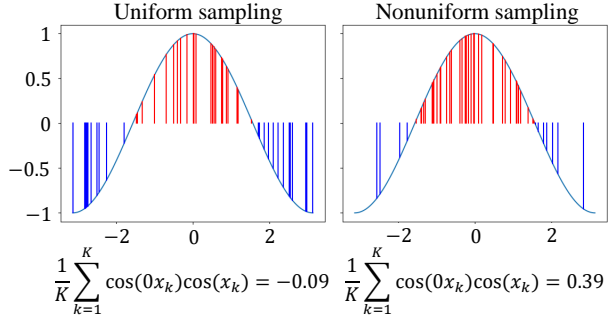 Uniform sampling Nonuniform sampling
1
0.5
0
−0.5
−1
−2 0 2 −2 0 2
1/K ∑_{k=1}^{K} cos(0x_k)cos(x_k) = −0.09 1/K ∑_{k=1}^{K} cos(0x_k)cos(x_k) = 0.39